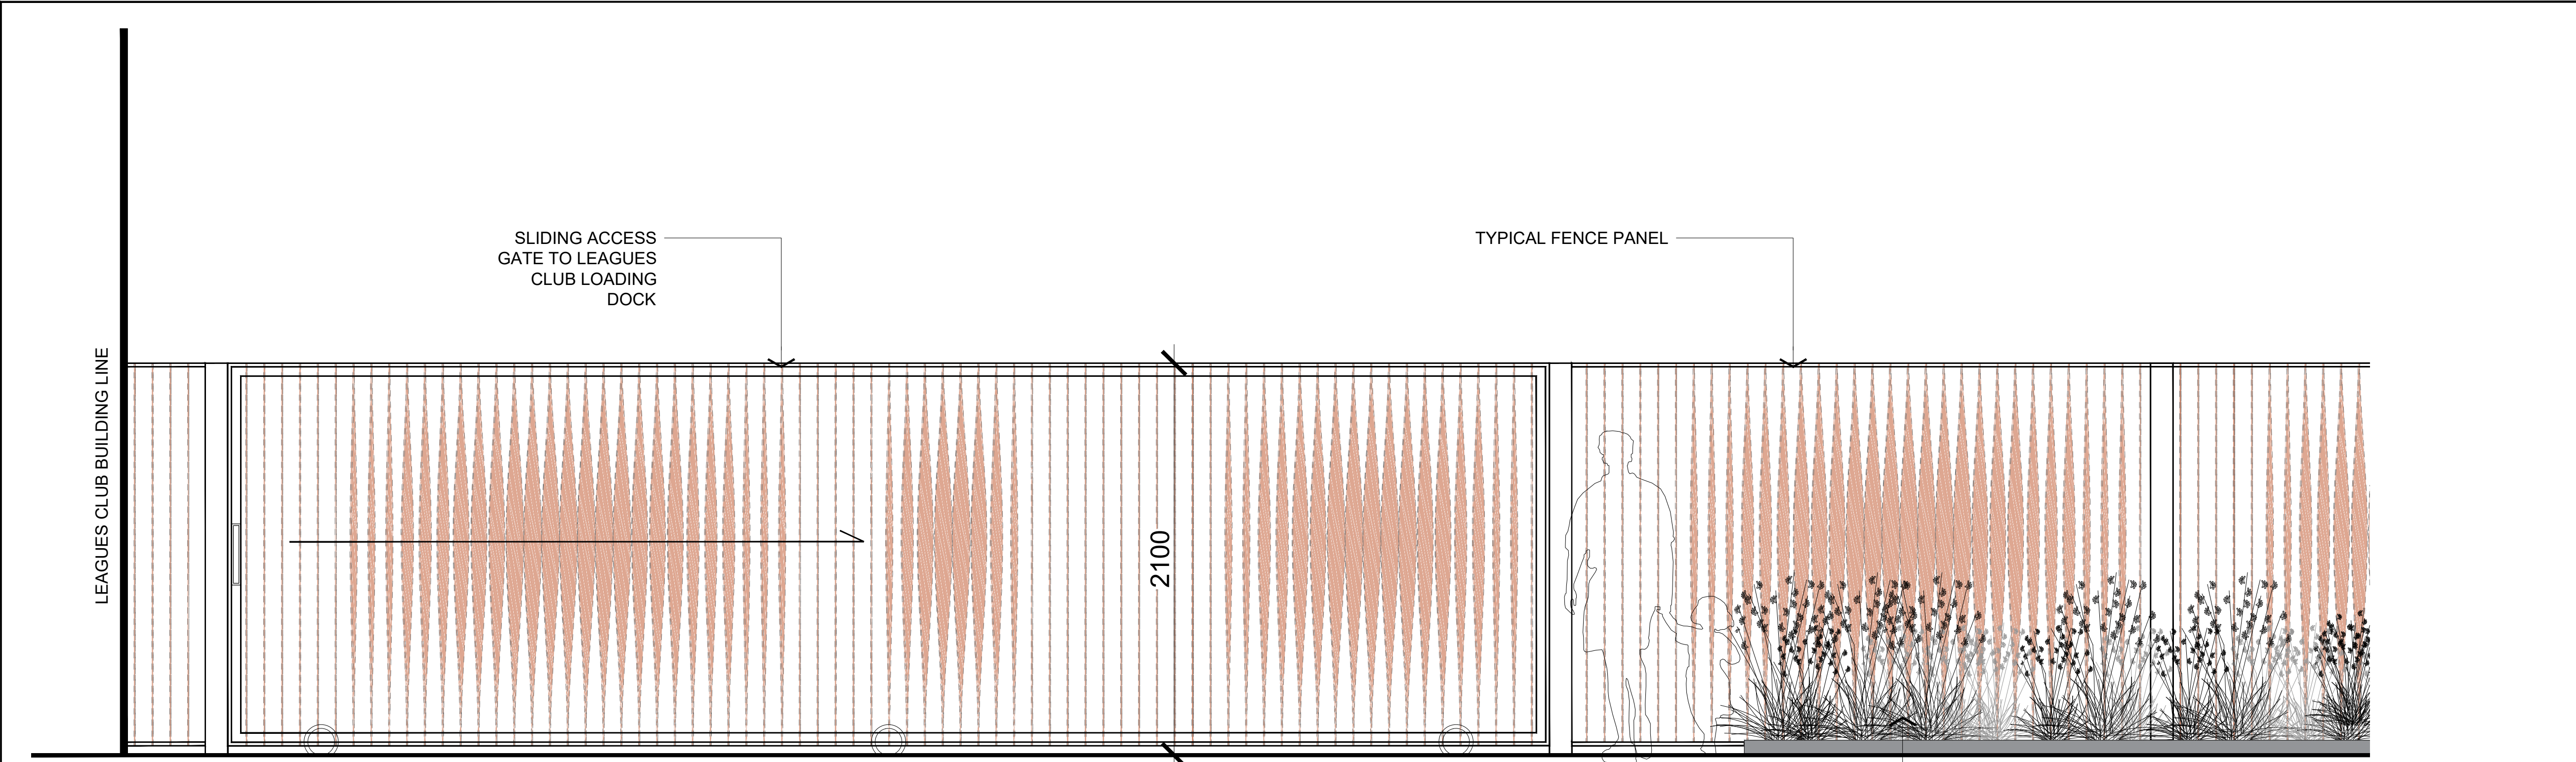 SLIDING ACCESS
GATE TO LEAGUES
CLUB LOADING
DOCK
TYPICAL FENCE PANEL
LEAGUES CLUB BUILDING LINE
2100